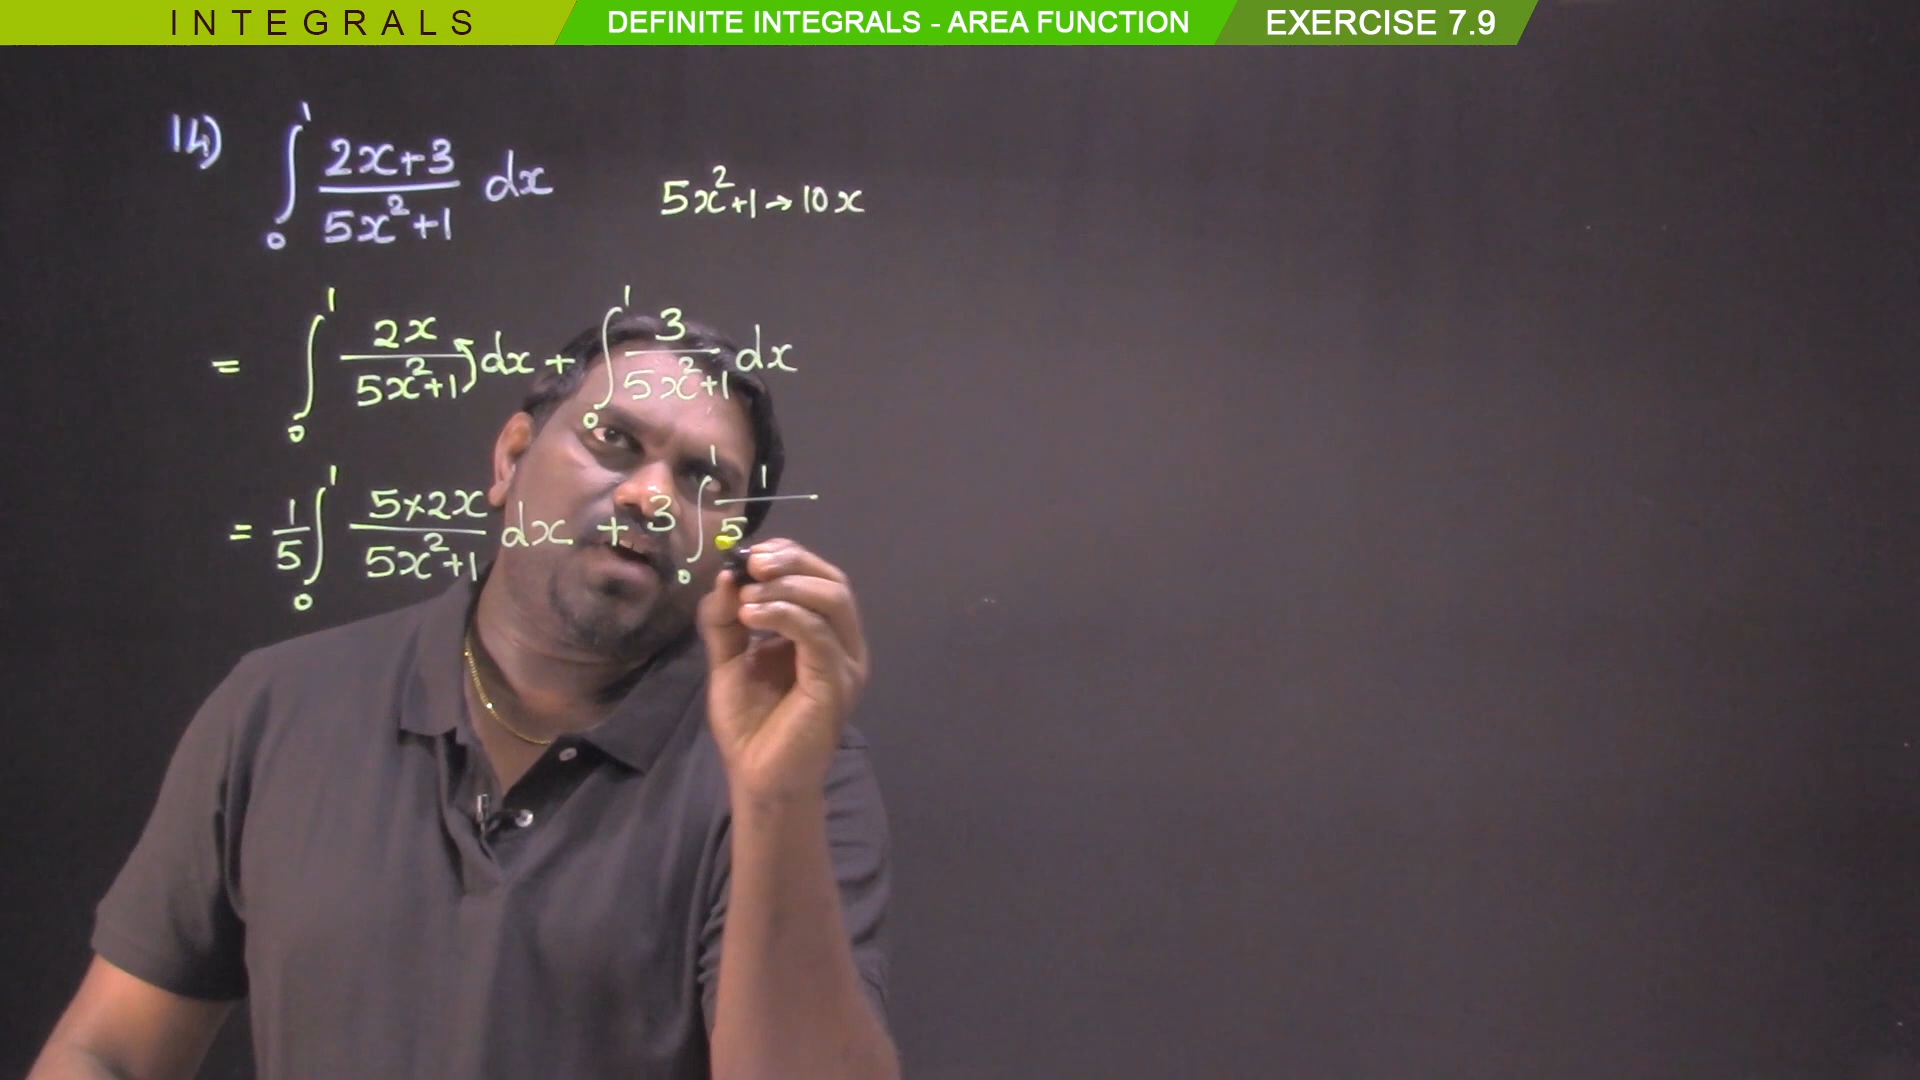 INTEGRALS DEFINITE INTEGRALS - AREA FUNCTION EXERCISE 7.9
14) ∫₀¹ (2x+3)/(5x²+1) dx 5x²+1→10x
= ∫₀¹ 2x/(5x²+1) dx + ∫₀¹ 3/(5x²+1) dx
= 1/5 ∫₀¹ (5×2x)/(5x²+1) dx + 3 ∫₀¹ 1/5